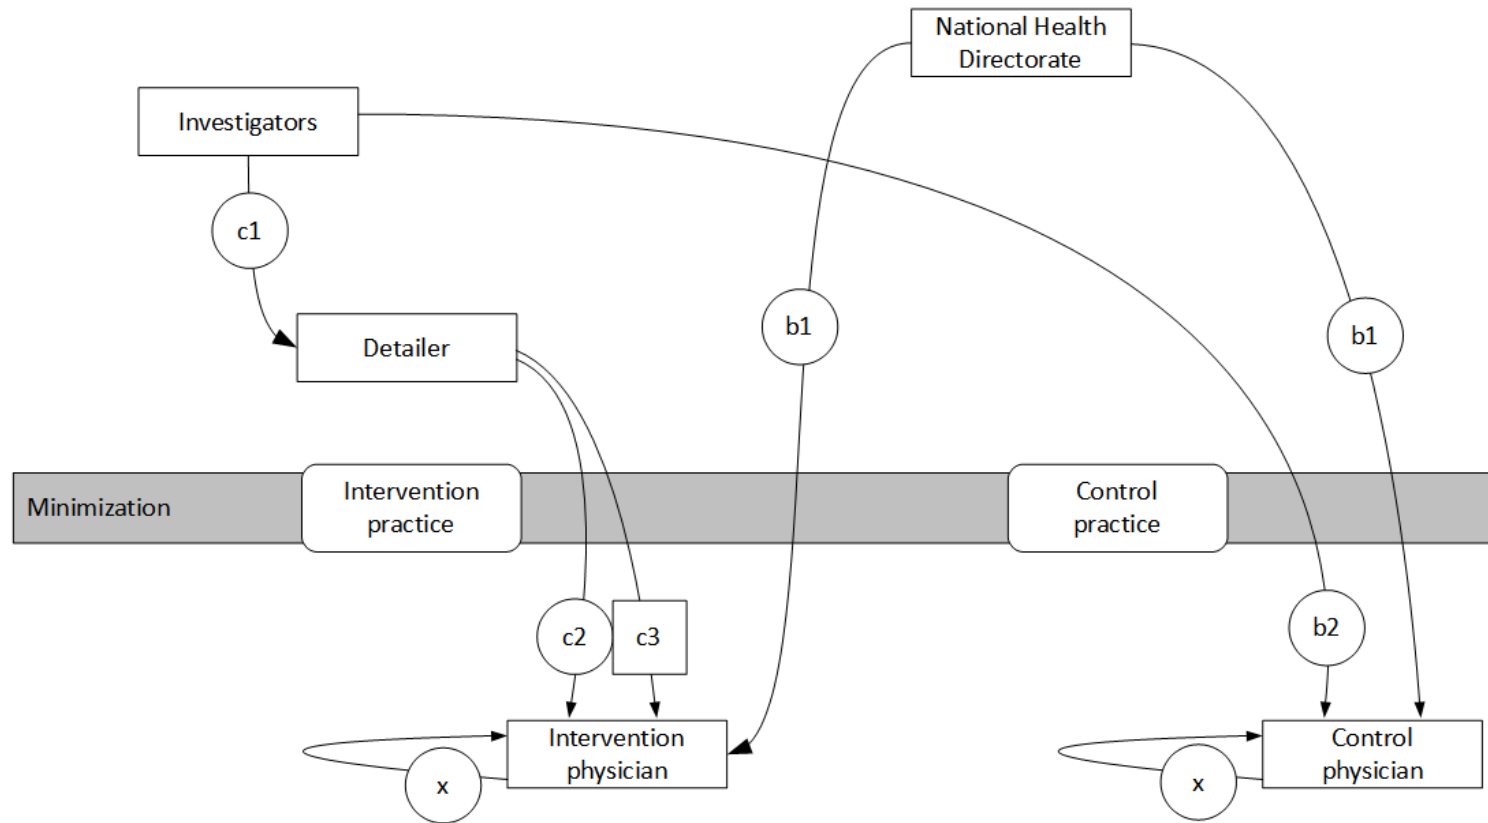 National Health
Directorate
Investigators
c1
b1
b1
Detailer
Minimization
Intervention
practice
Control
practice
c2
c3
b2
Intervention
physician
Control
physician
x
x